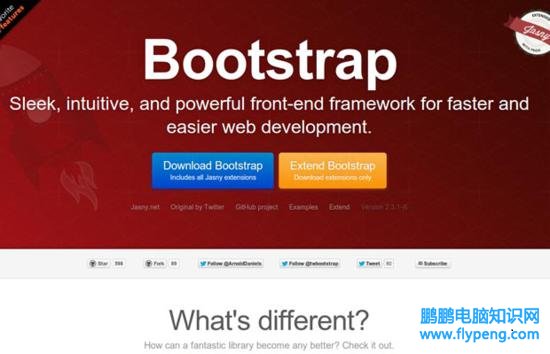 features
EXTENDED
Jasny
Bootstrap
Sleek, intuitive, and powerful front-end framework for faster and
easier web development.
Download Bootstrap
Includes all Jasny extensions
Extend Bootstrap
Download extensions only
Jasny.net Original by Twitter GitHub project Examples Extend Version 2.3.1-j6
Star 598 Fork 89 Follow @ArnoldDaniels Follow @twbootstrap Tweet 92 Subscribe
What's different?
How can a fantastic library become any better? Check it out.
鹏鹏电脑知识网
www.flypeng.com